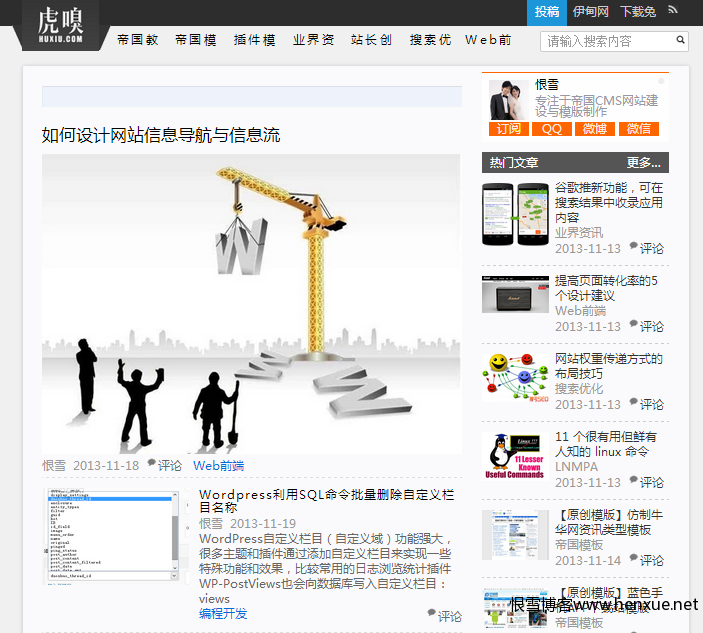 虎嗅
HUXIU.COM
投稿 伊甸网 下载免
帝国教 帝国模 插件模 业界资 站长创 搜索优 Web前
请输入搜索内容
如何设计网站信息导航与信息流
恨雪 2013-11-18 评论 Web前端
Wordpress利用SQL命令批量删除自定义栏
目名称
恨雪 2013-11-19
WordPress自定义栏目（自定义域）功能强大，
很多主题和插件通过添加自定义栏目来实现一些
特殊功能和效果，比较常用的日志浏览统计插件
WP-PostViews也会向数据库写入自定义栏目：
views
编程开发 评论
恨雪
专注于帝国CMS网站建
设与模版制作
订阅 QQ 微博 微信
热门文章 更多...
谷歌推新功能，可在
搜索结果中收录应用
内容
业界资讯
2013-11-13 评论
提高页面转化率的5
个设计建议
Web前端
2013-11-13 评论
网站权重传递方式的
布局技巧
搜索优化
2013-11-13 评论
Linux !!!
11 Lesser
Known
Useful Commands
11 个很有用但鲜有
人知的 linux 命令
LNMPA
2013-11-13 评论
【原创模版】仿制牛
华网资讯类型模板
帝国模板
2013-11-14 评论
【原创模版】蓝色手
帝国模板
恨雪博客www.henxue.net